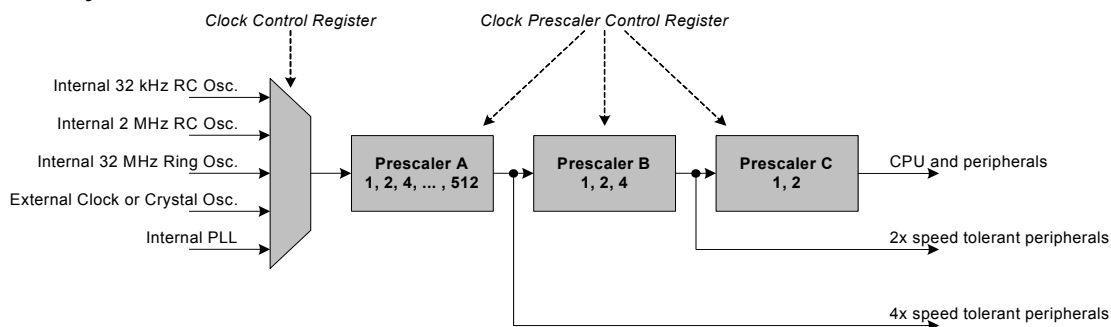 Clock Control Register
Clock Prescaler Control Register
Internal 32 kHz RC Osc.
Internal 2 MHz RC Osc.
Internal 32 MHz Ring Osc.
External Clock or Crystal Osc.
Internal PLL
Prescaler A
1, 2, 4, ... , 512
Prescaler B
1, 2, 4
Prescaler C
1, 2
CPU and peripherals
2x speed tolerant peripherals
4x speed tolerant peripherals